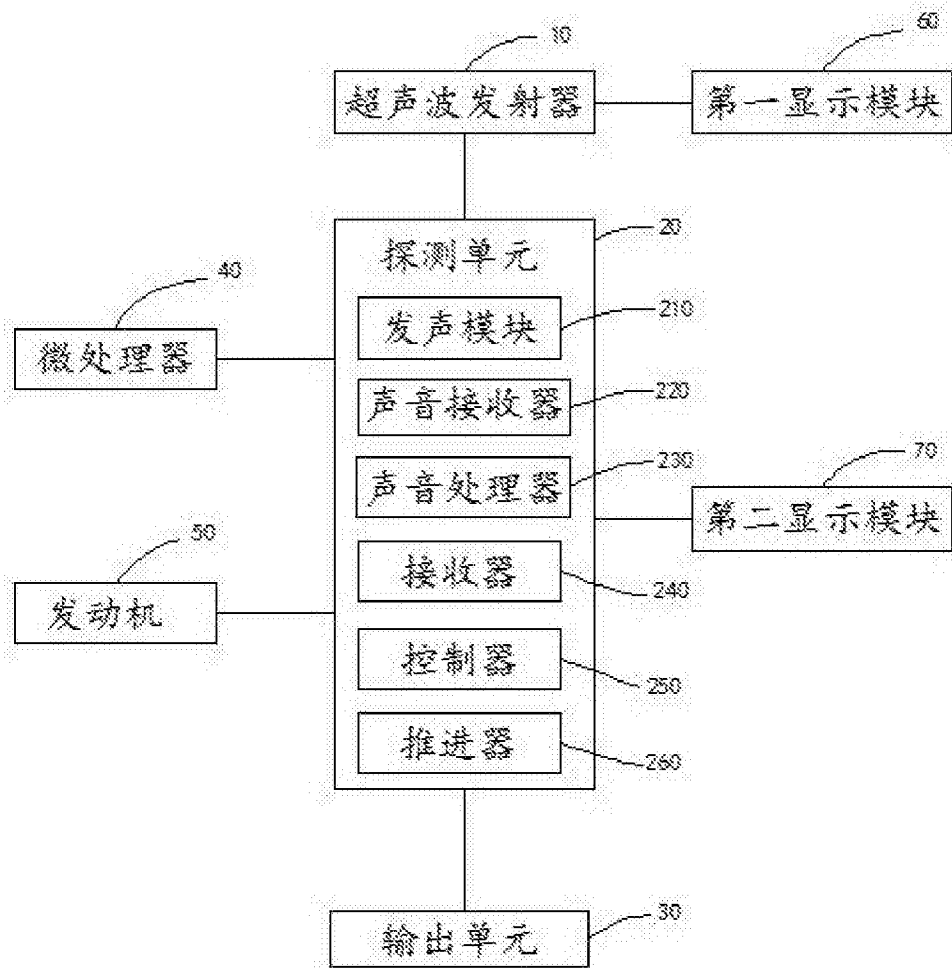 10
60
超声波发射器
第一显示模块
20
探测单元
40
发声模块
210
微处理器
声音接收器
220
声音处理器
230
70
第二显示模块
50
接收器
240
发动机
控制器
250
推进器
260
输出单元
30